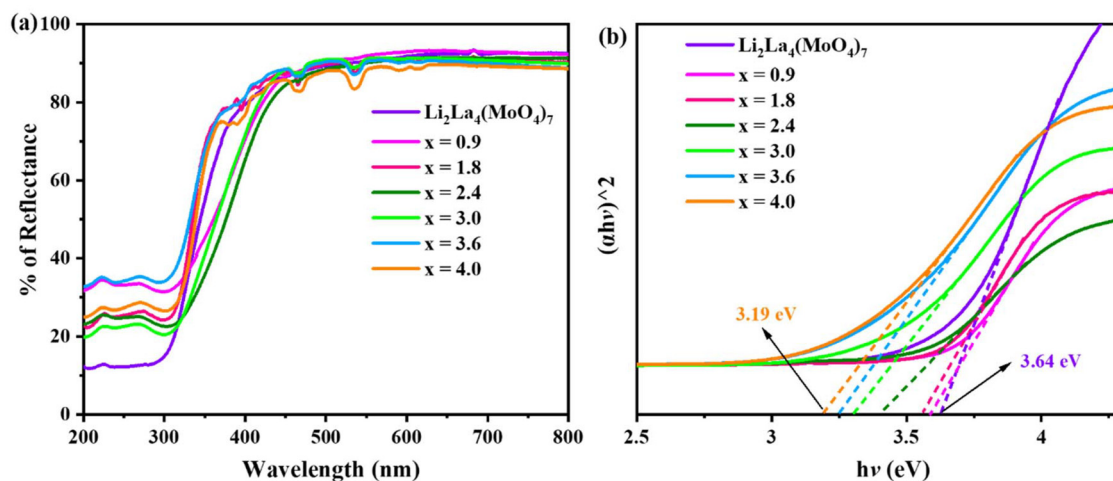 (a)
100
80
60
40
20
0
% of Reflectance
Li₂La₄(MoO₄)₇
x = 0.9
x = 1.8
x = 2.4
x = 3.0
x = 3.6
x = 4.0
200 300 400 500 600 700 800
Wavelength (nm)
(b)
(αhν)^2
Li₂La₄(MoO₄)₇
x = 0.9
x = 1.8
x = 2.4
x = 3.0
x = 3.6
x = 4.0
3.19 eV
3.64 eV
2.5 3 3.5 4
hν (eV)